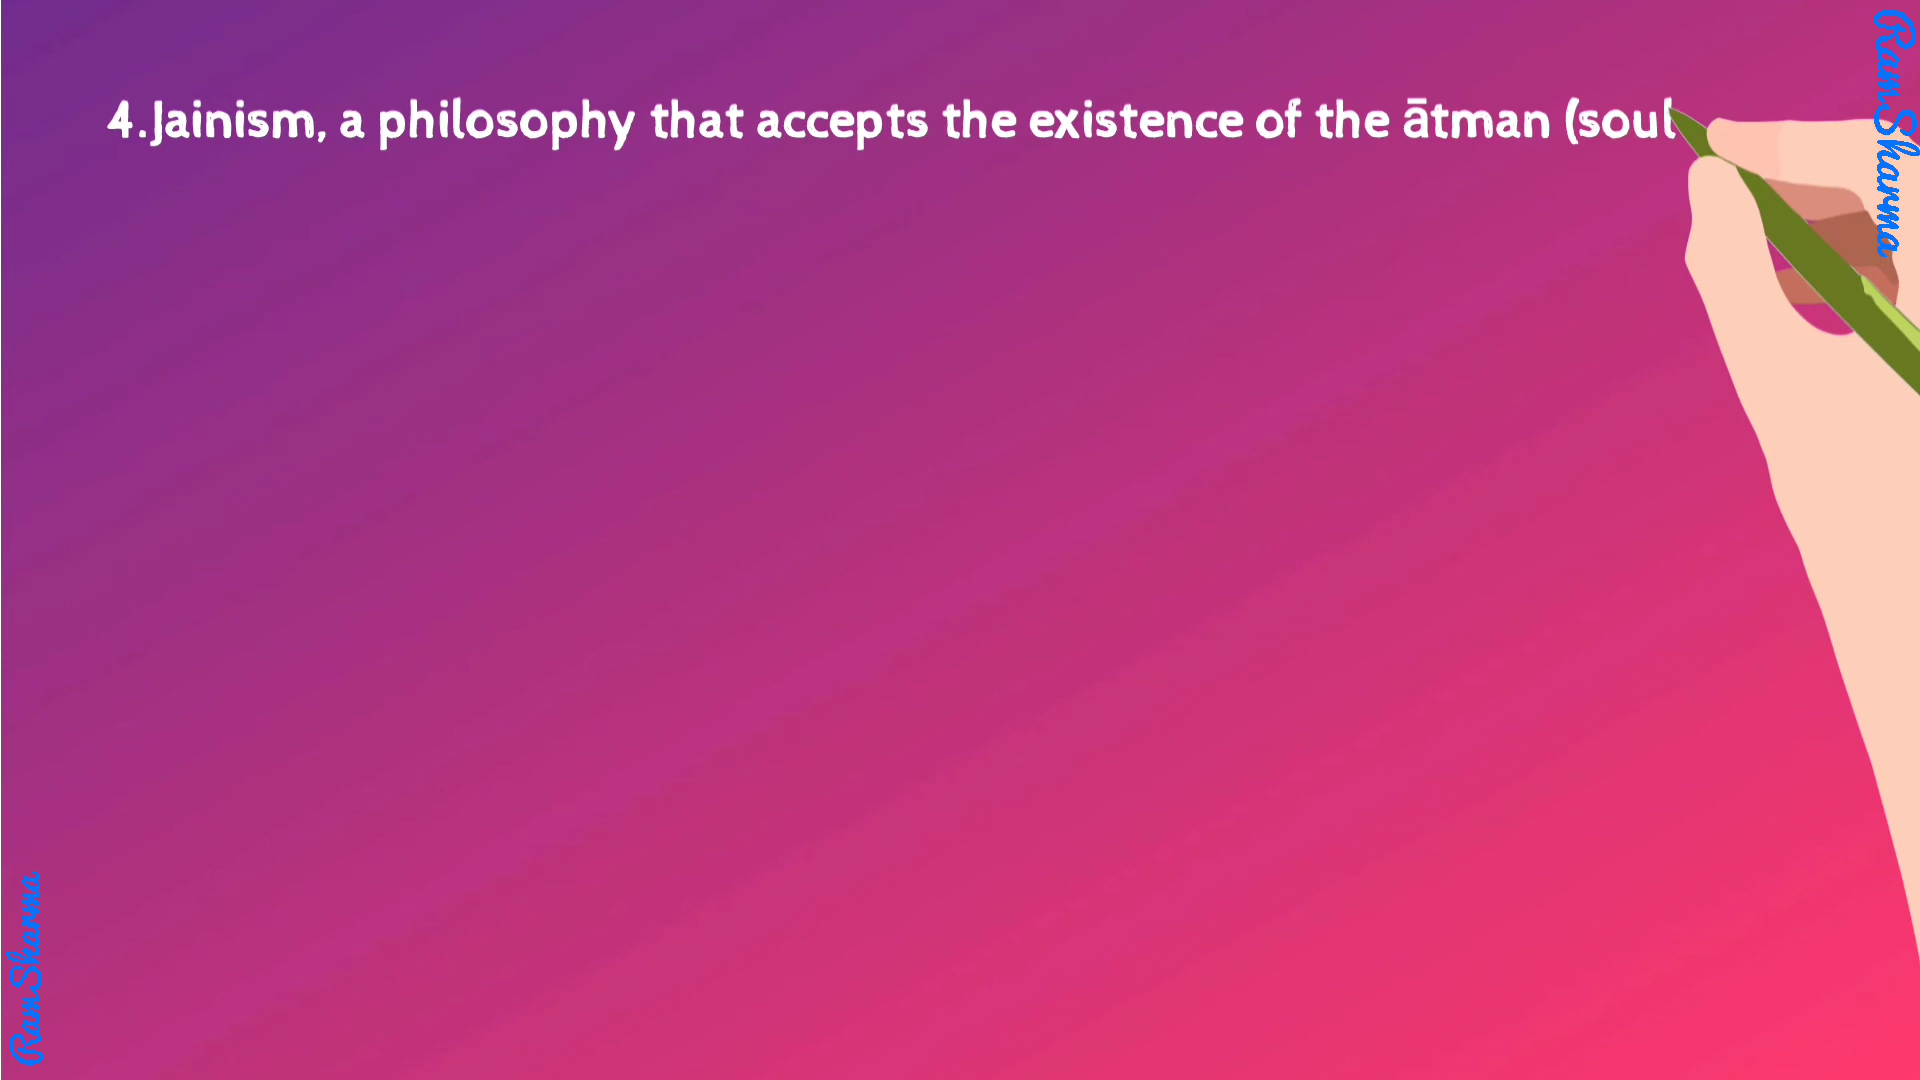 4.Jainism, a philosophy that accepts the existence of the ātman (soul
RamSharma
RamSharma